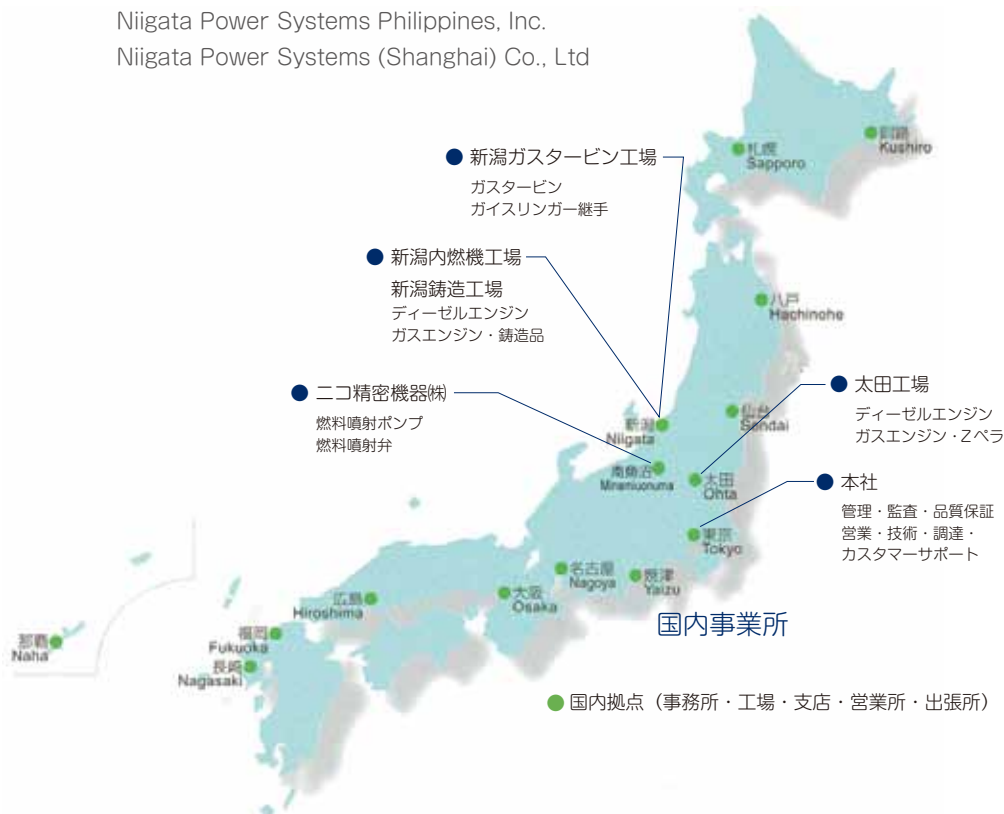 Niigata Power Systems Philippines, Inc.
Niigata Power Systems (Shanghai) Co., Ltd
釧路
Kushiro
札幌
Sapporo
新潟ガスタービン工場
ガスタービン
ガイスリンガー継手
新潟内燃機工場
新潟鋳造工場
ディーゼルエンジン
ガスエンジン・鋳造品
八戸
Hachinohe
ニコ精密機器㈱
燃料噴射ポンプ
燃料噴射弁
太田工場
ディーゼルエンジン
ガスエンジン・Zペラ
仙台
Sendai
新潟
Niigata
南魚沼
Minamiuonuma
太田
Ohta
本社
管理・監査・品質保証
営業・技術・調達・
カスタマーサポート
東京
Tokyo
名古屋
Nagoya
焼津
Yaizu
大阪
Osaka
広島
Hiroshima
国内事業所
福岡
Fukuoka
那覇
Naha
長崎
Nagasaki
国内拠点（事務所・工場・支店・営業所・出張所）